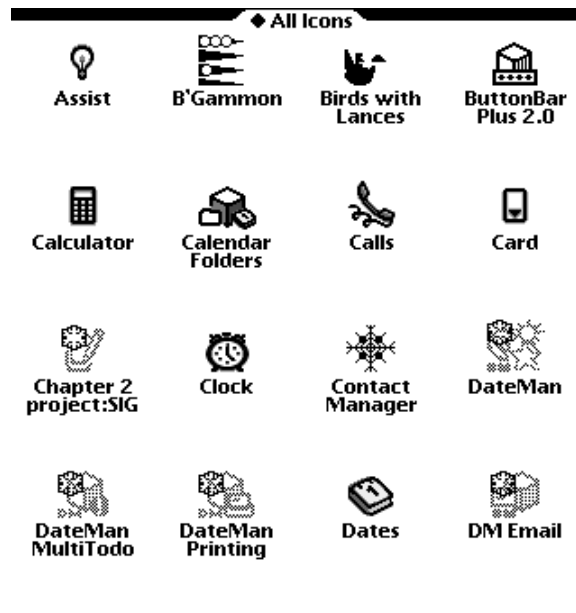 ◆ All Icons
Assist B'Gammon Birds with Lances ButtonBar Plus 2.0
Calculator Calendar Folders Calls Card
Chapter 2 project:SIG Clock Contact Manager DateMan
DateMan MultiTodo DateMan Printing Dates DM Email